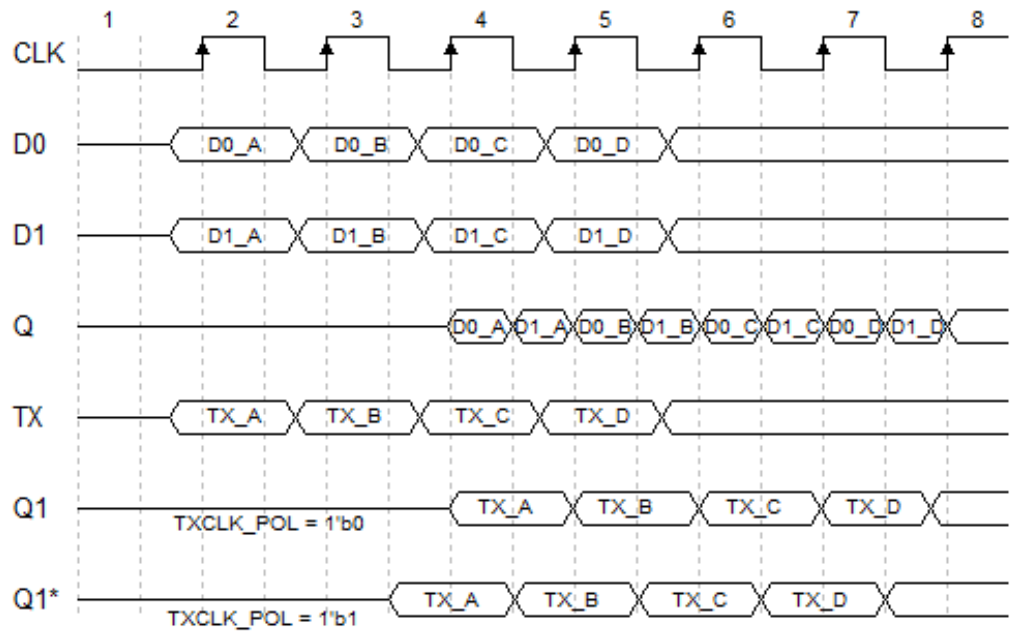 1 2 3 4 5 6 7 8
CLK
D0 D0_A D0_B D0_C D0_D
D1 D1_A D1_B D1_C D1_D
Q D0_A D1_A D0_B D1_B D0_C D1_C D0_D D1_D
TX TX_A TX_B TX_C TX_D
Q1 TX_A TX_B TX_C TX_D
TXCLK_POL = 1"b0
Q1* TX_A TX_B TX_C TX_D
TXCLK_POL = 1"b1